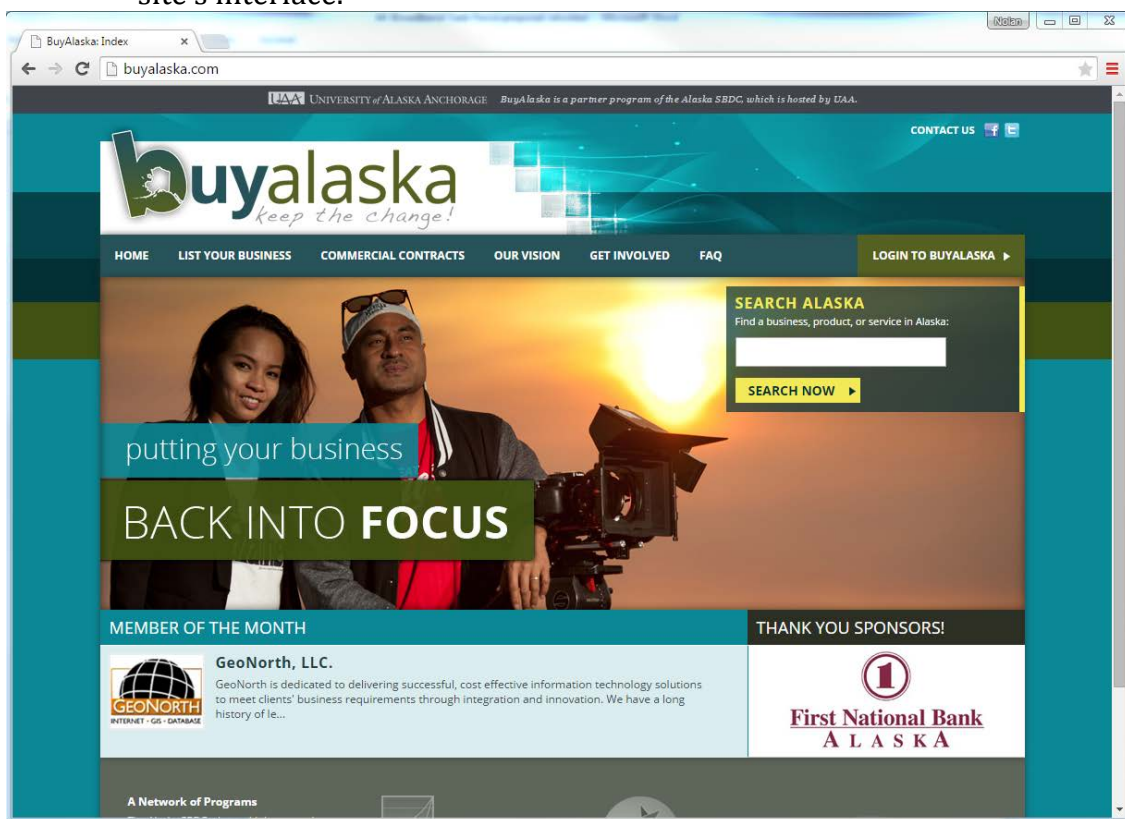 site's interface.
Nolan
BuyAlaska: Index
buyalaska.com
UAA UNIVERSITY of ALASKA ANCHORAGE BuyAlaska is a partner program of the Alaska SBDC, which is hosted by UAA.
CONTACT US
buyalaska
keep the change!
HOME LIST YOUR BUSINESS COMMERCIAL CONTRACTS OUR VISION GET INVOLVED FAQ LOGIN TO BUYALASKA
SEARCH ALASKA
Find a business, product, or service in Alaska:
SEARCH NOW
putting your business
BACK INTO FOCUS
MEMBER OF THE MONTH
GEONORTH
INTERNET - GIS - DATABASE
GeoNorth, LLC.
GeoNorth is dedicated to delivering successful, cost effective information technology solutions
to meet clients' business requirements through integration and innovation. We have a long
history of le...
THANK YOU SPONSORS!
1
First National Bank
ALASKA
A Network of Programs